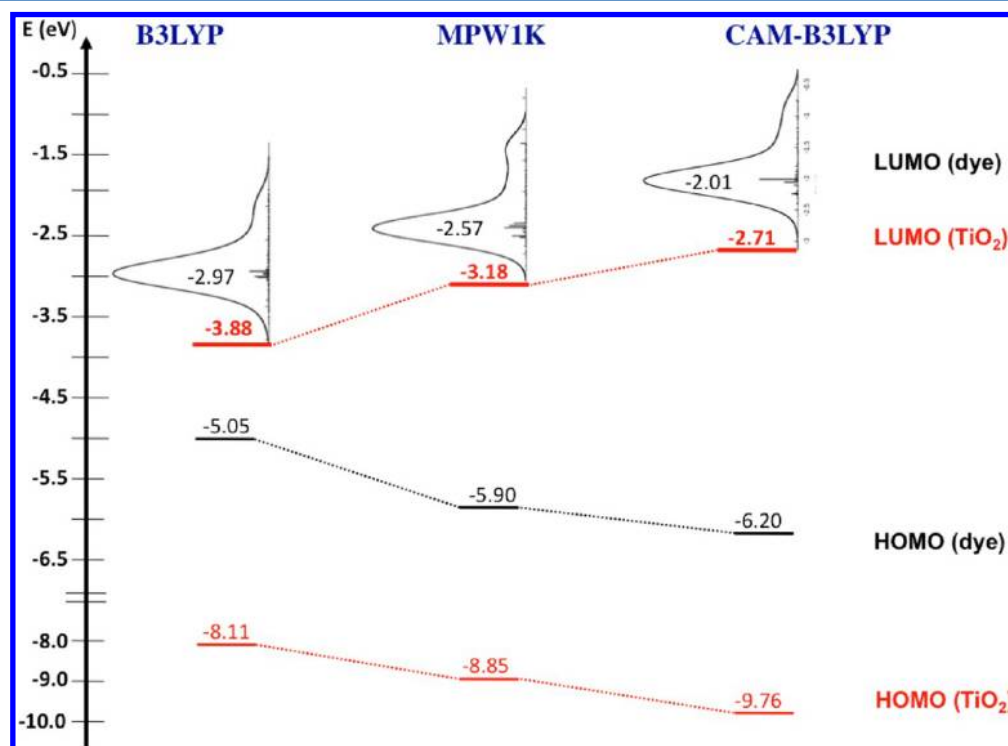 E (eV) B3LYP MPW1K CAM-B3LYP
-0.5
-1.5 LUMO (dye)
-2.01
-2.5 -2.57 -2.71 LUMO (TiO₂)
-2.97 -3.18
-3.5 -3.88
-4.5
-5.05
-5.5 -5.90
-6.20 HOMO (dye)
-6.5
-8.0 -8.11
-9.0 -8.85
-9.76 HOMO (TiO₂)
-10.0